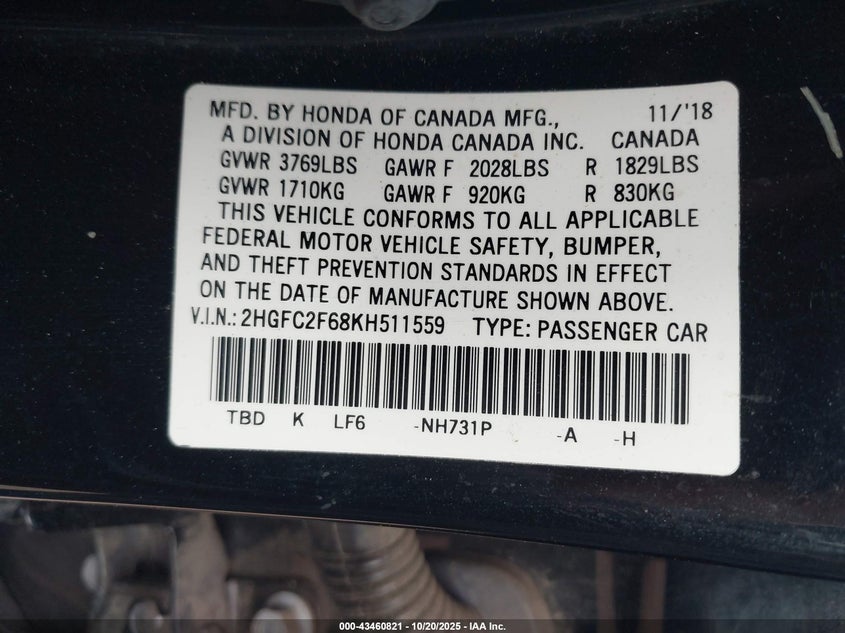 MFD. BY HONDA OF CANADA MFG., 11/'18
A DIVISION OF HONDA CANADA INC. CANADA
GVWR 3769LBS GAWR F 2028LBS R 1829LBS
GVWR 1710KG GAWR F 920KG R 830KG
THIS VEHICLE CONFORMS TO ALL APPLICABLE
FEDERAL MOTOR VEHICLE SAFETY, BUMPER,
AND THEFT PREVENTION STANDARDS IN EFFECT
ON THE DATE OF MANUFACTURE SHOWN ABOVE.
V.I.N.: 2HGFC2F68KH511559 TYPE: PASSENGER CAR
TBD K LF6 -NH731P -A -H
000-43460821 | 10/20/2025 | IAA Inc.